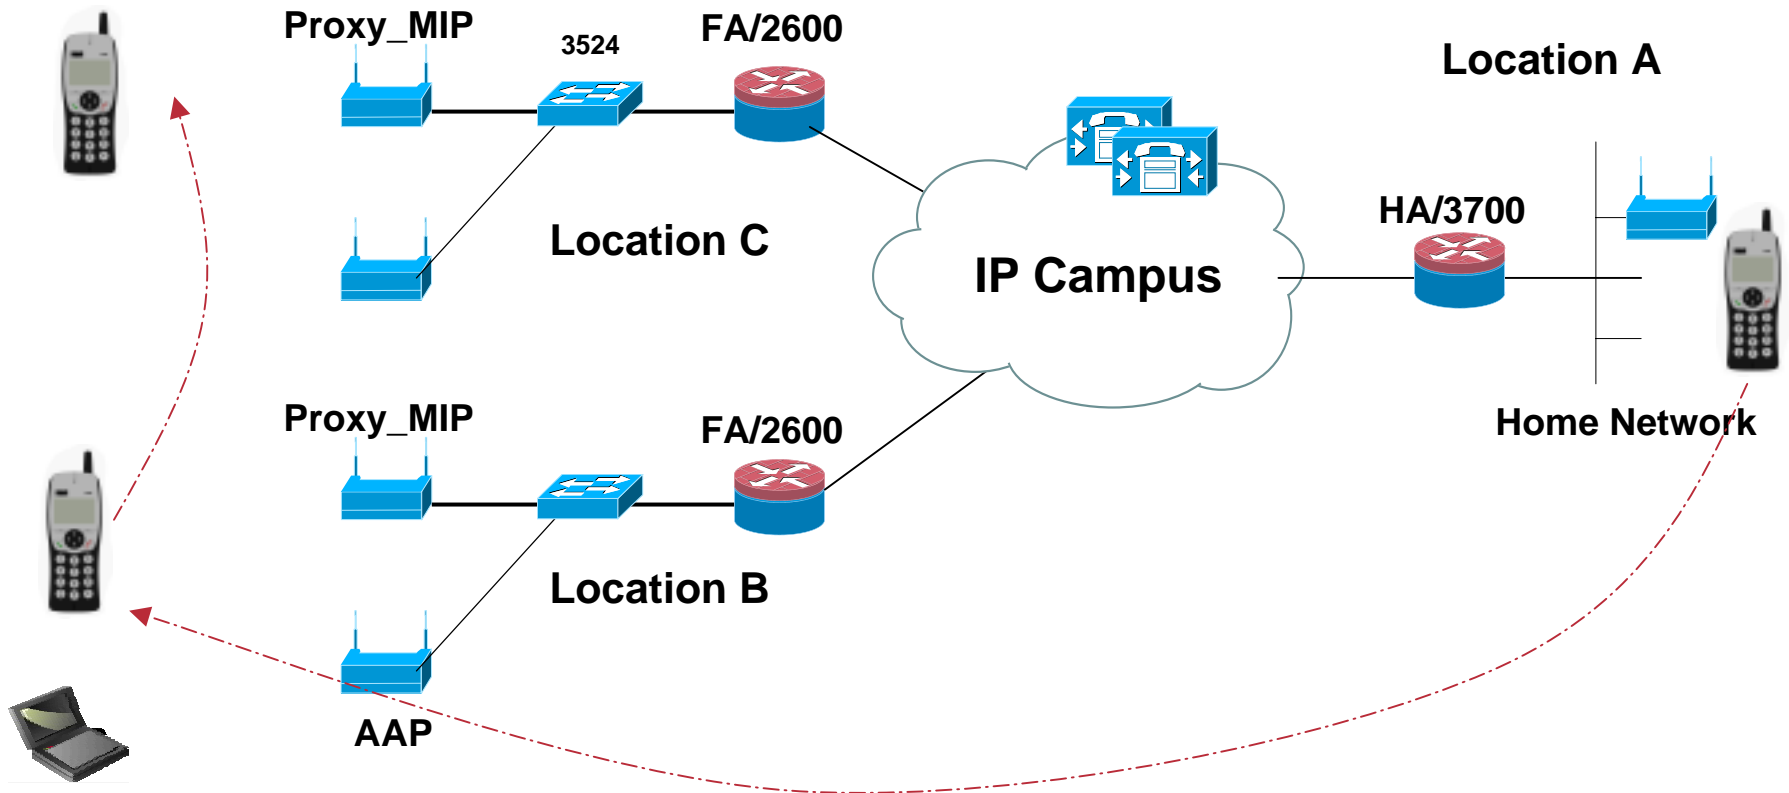 Proxy_MIP
3524
FA/2600
Location A
Location C
HA/3700
IP Campus
Proxy_MIP
FA/2600
Home Network
Location B
AAP